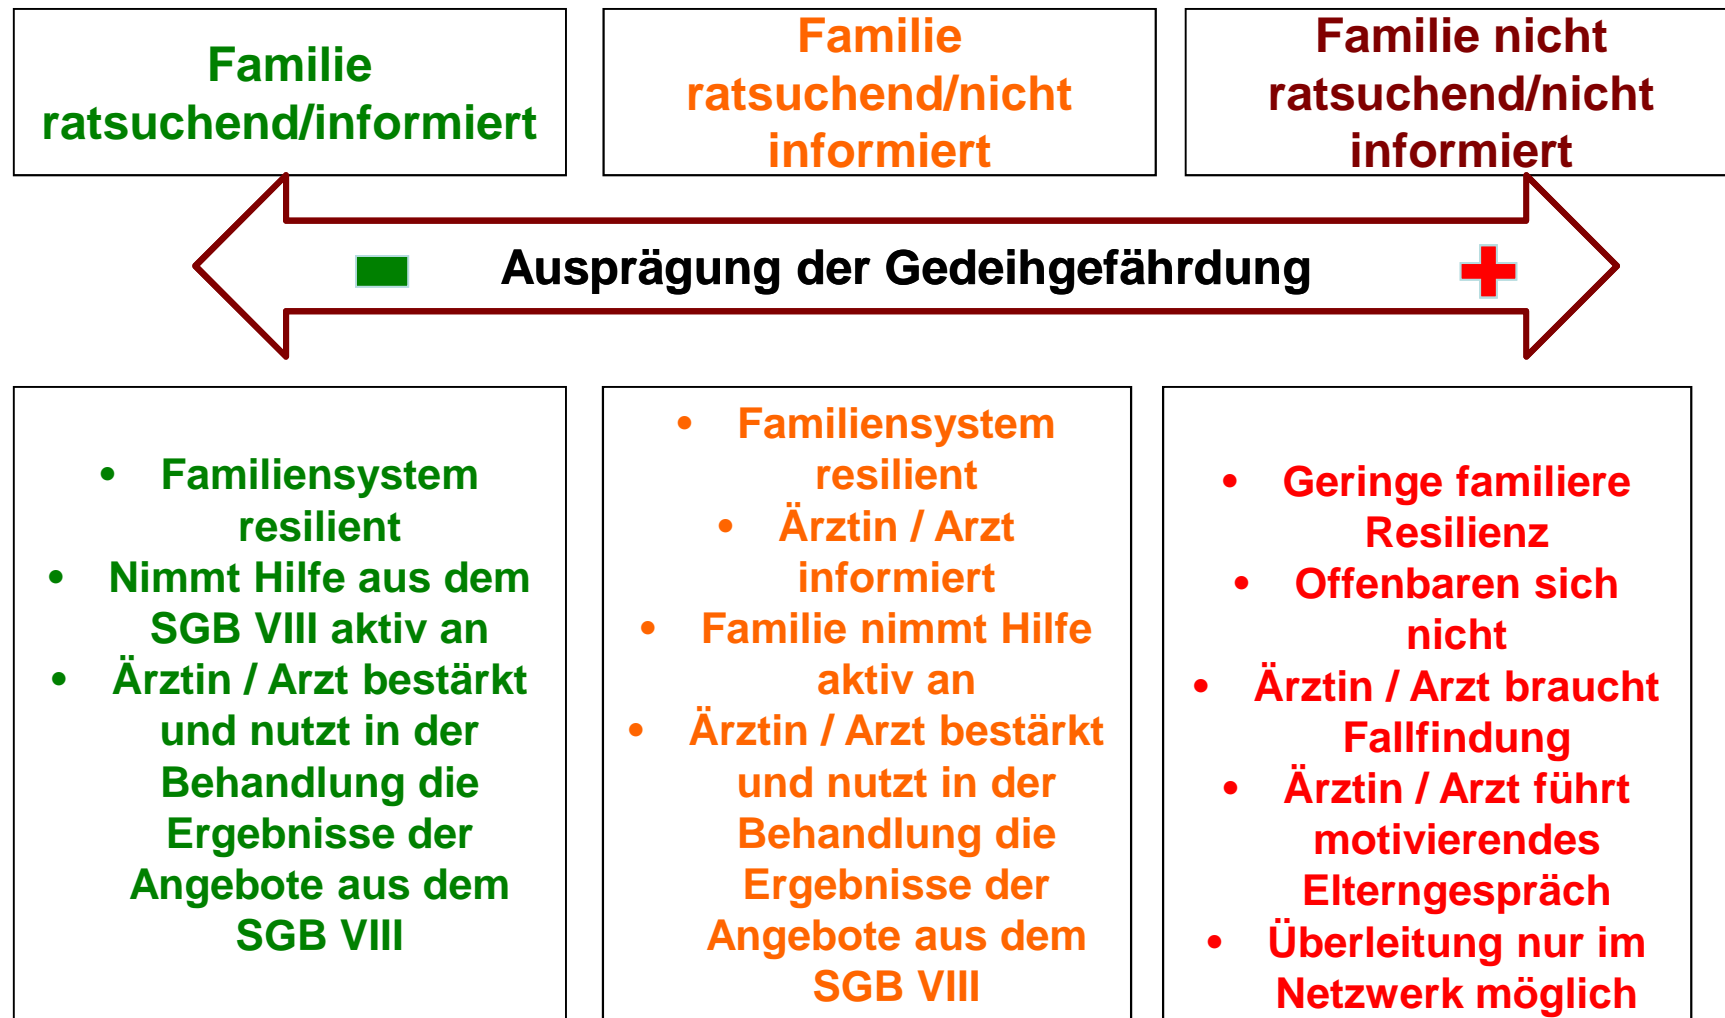 Familie
ratsuchend/informiert
Familie
ratsuchend/nicht
informiert
Familie nicht
ratsuchend/nicht
informiert
Ausprägung der Gedeihgefährdung
• Familiensystem
resilient
• Nimmt Hilfe aus dem
SGB VIII aktiv an
• Ärztin / Arzt bestärkt
und nutzt in der
Behandlung die
Ergebnisse der
Angebote aus dem
SGB VIII
• Familiensystem
resilient
• Ärztin / Arzt
informiert
• Familie nimmt Hilfe
aktiv an
• Ärztin / Arzt bestärkt
und nutzt in der
Behandlung die
Ergebnisse der
Angebote aus dem
SGB VIII
• Geringe familiere
Resilienz
• Offenbaren sich
nicht
• Ärztin / Arzt braucht
Fallfindung
• Ärztin / Arzt führt
motivierendes
Elterngespräch
• Überleitung nur im
Netzwerk möglich